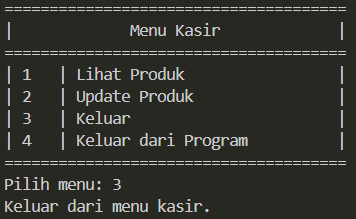 ======================================
|             Menu Kasir             |
======================================
| 1   | Lihat Produk                 |
| 2   | Update Produk                |
| 3   | Keluar                       |
| 4   | Keluar dari Program          |
======================================
Pilih menu: 3
Keluar dari menu kasir.